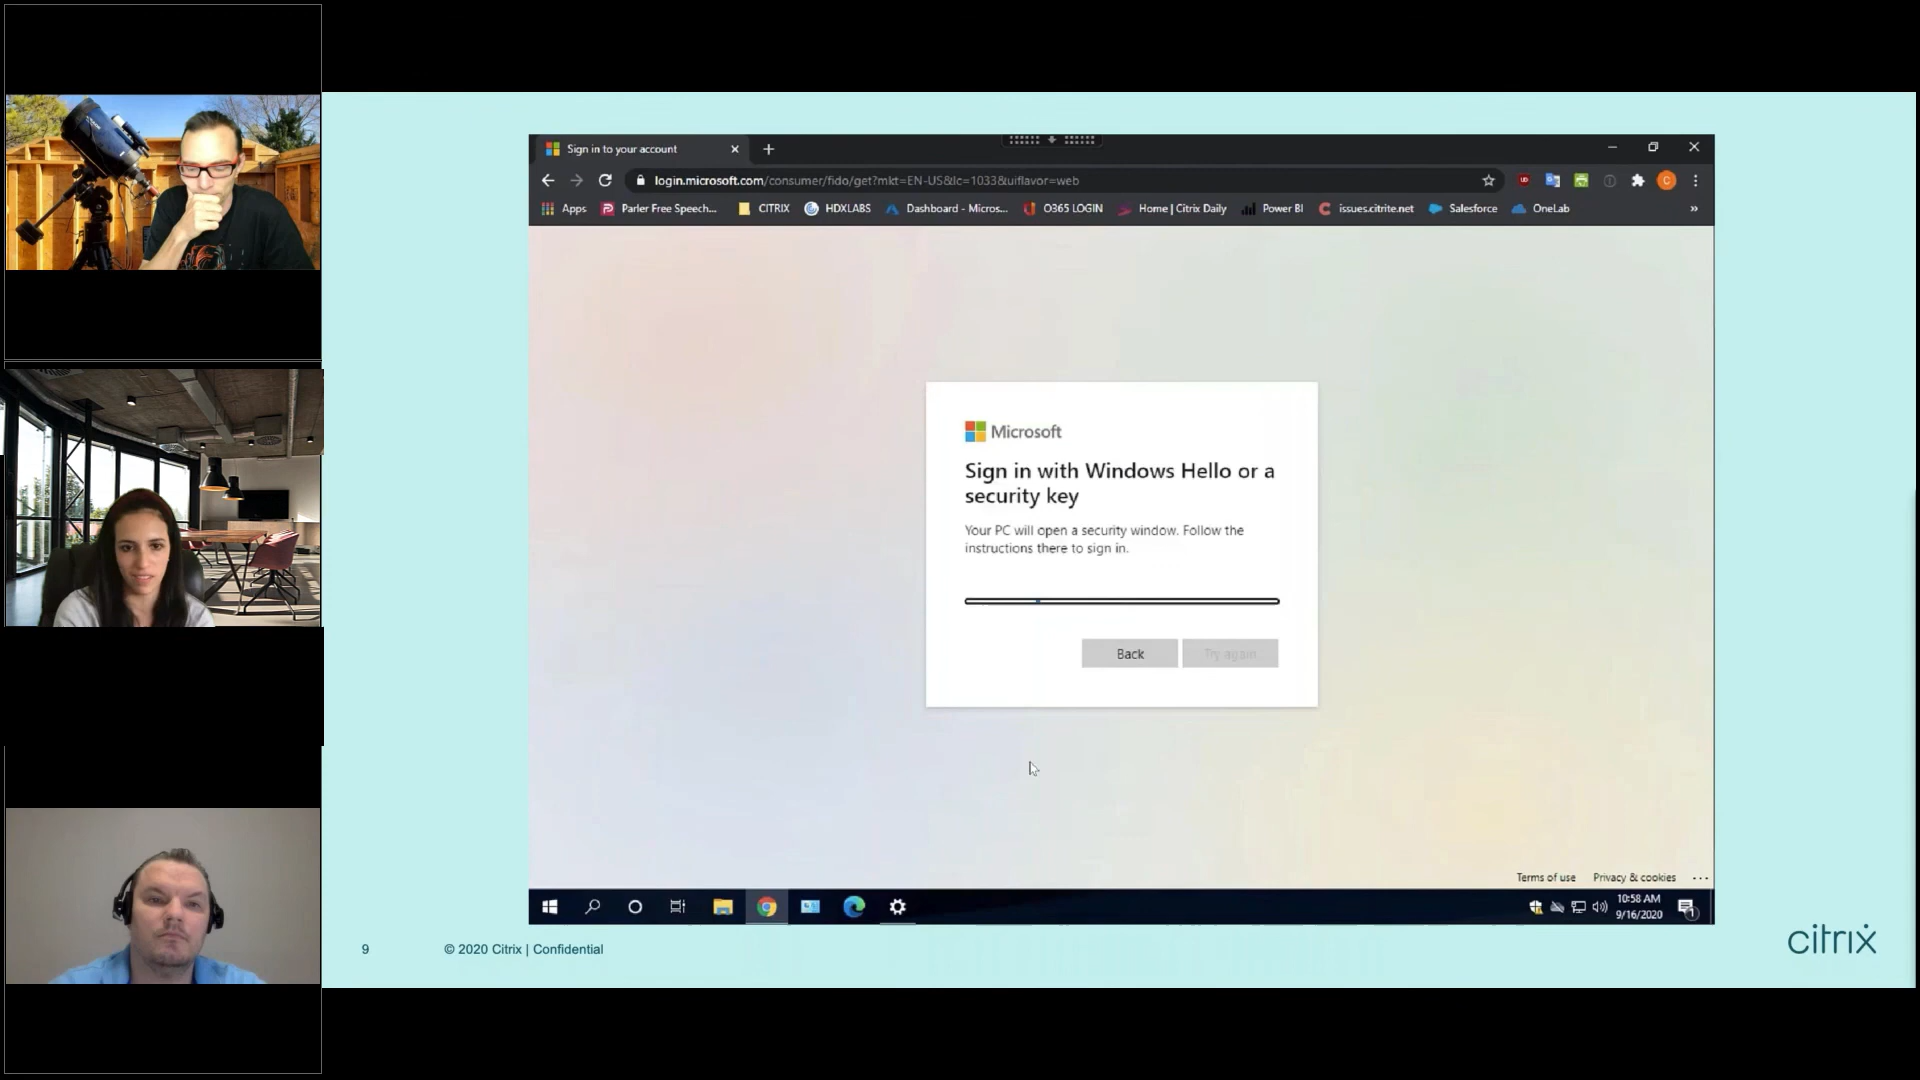 Sign in to your account
login.microsoft.com/consumer/fido/get?mkt=EN-US&lc=1033&uiflavor=web
C
Apps
Parler Free Speech...
CITRIX
HDXLABS
Dashboard - Micros...
O365 LOGIN
Home | Citrix Daily
Power BI
issues.citrite.net
Salesforce
OneLab
»
Microsoft
Sign in with Windows Hello or a
security key
Your PC will open a security window. Follow the
instructions there to sign in.
Back
Try again
Terms of use
Privacy & cookies
...
10:58 AM
9/16/2020
1
9
© 2020 Citrix | Confidential
citrix